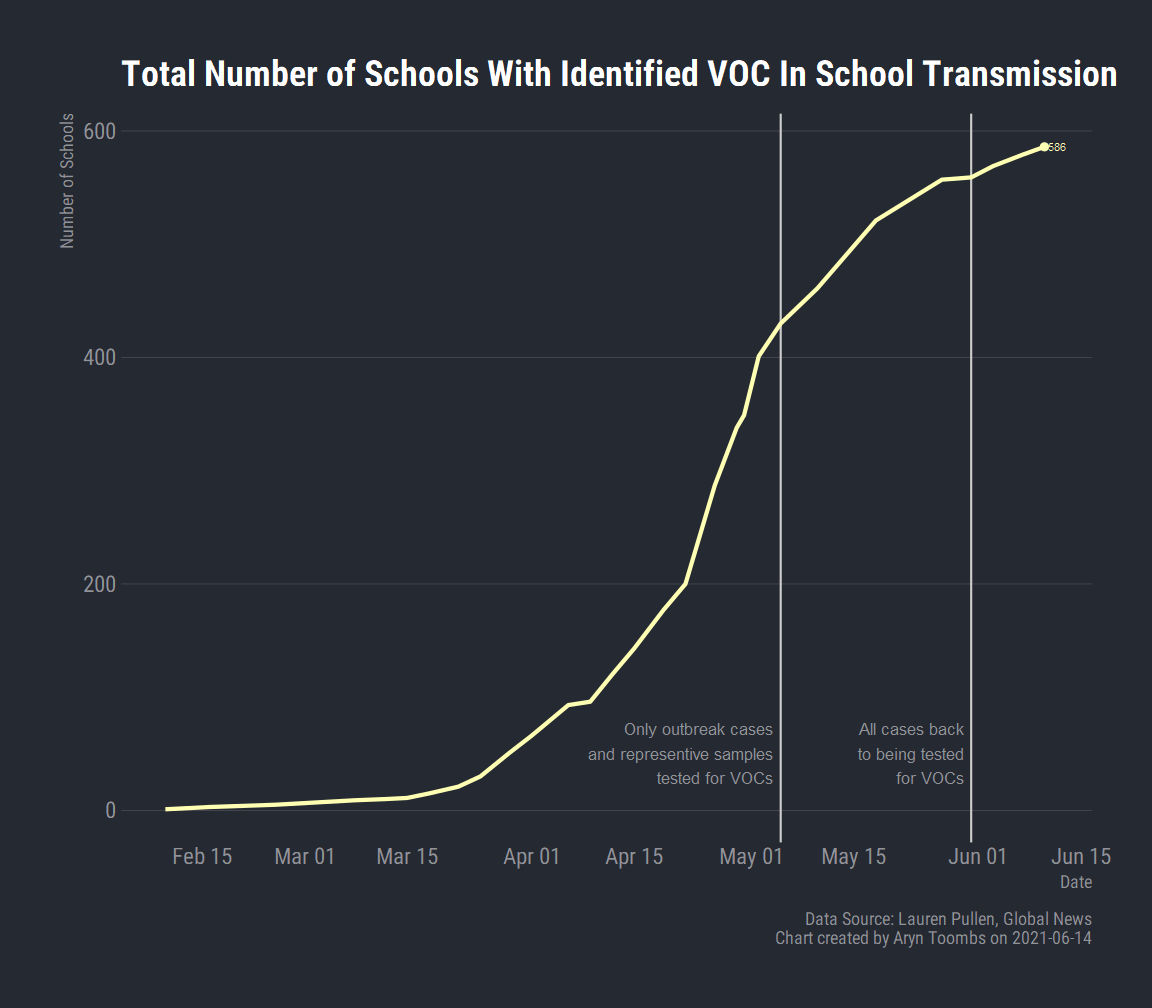 Total Number of Schools With Identified VOC In School Transmission
Number of Schools
600
400
200
0
586
Only outbreak cases
and representive samples
tested for VOCs
All cases back
to being tested
for VOCs
Feb 15
Mar 01
Mar 15
Apr 01
Apr 15
May 01
May 15
Jun 01
Jun 15
Date
Data Source: Lauren Pullen, Global News
Chart created by Aryn Toombs on 2021-06-14